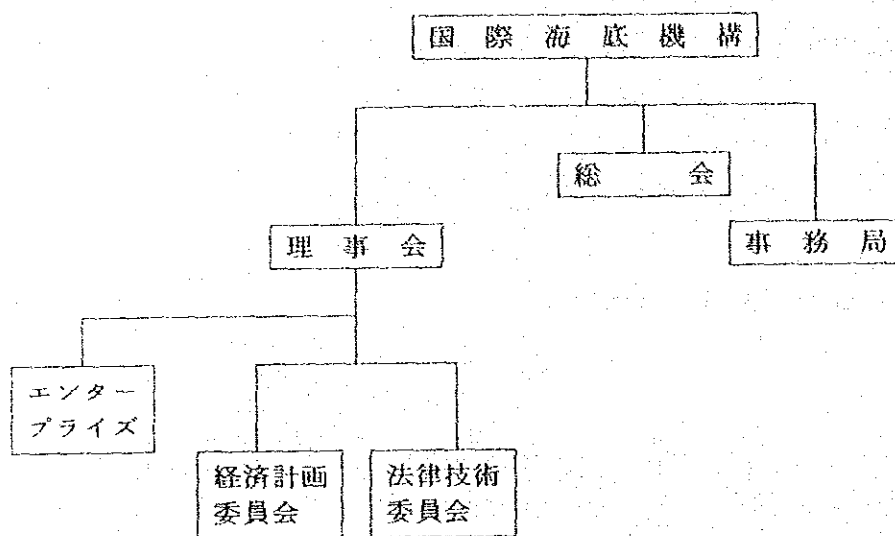 国際海底機構
総会
理事会
事務局
エンター
プライズ
経済計画
委員会
法律技術
委員会